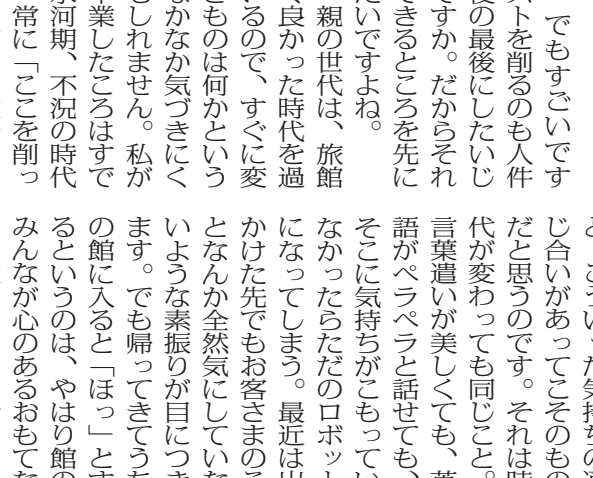 でもすごいです
ストを削るのも人件
後の最後にしたいじ
ですか。だからそれ
できるところを先に
たいですよね。
親の世代は、旅館
、良かった時代を過
るので、すぐに変
きものは何かという
なかなか気づきにく
しれません。私が
業したころはすで
氷河期、不況の時代
常に「ここを削っ
じ合いがあってこそのもの
だと思うのです。それは時
代が変わっても同じこと。
言葉遣いが美しくても、英
語がペラペラと話せても、
そこに気持ちがこもってい
なかったらただのロボット
になってしまう。最近は出
かけた先でもお客さまのそ
となんか全然気にしていな
いような素振りが目につき
ます。でも帰ってきてうち
の館に入ると「ほっ」とす
るというのは、やはり館の
みんなが心のあるおもてな